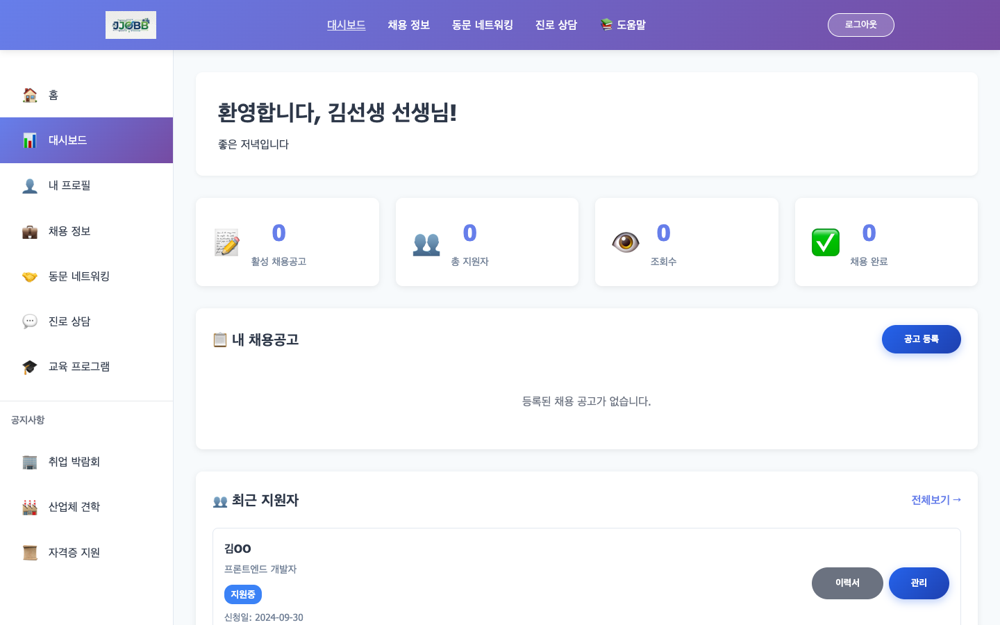 JJOBB
대시보드
채용 정보
동문 네트워킹
진로 상담
도움말
로그아웃
홈
대시보드
내 프로필
채용 정보
동문 네트워킹
진로 상담
교육 프로그램
공지사항
취업 박람회
산업체 견학
자격증 지원
환영합니다, 김선생 선생님!
좋은 저녁입니다
0
활성 채용공고
0
총 지원자
0
조회수
0
채용 완료
내 채용공고
공고 등록
등록된 채용 공고가 없습니다.
최근 지원자
전체보기 →
김OO
프론트엔드 개발자
지원중
신청일: 2024-09-30
이력서
관리